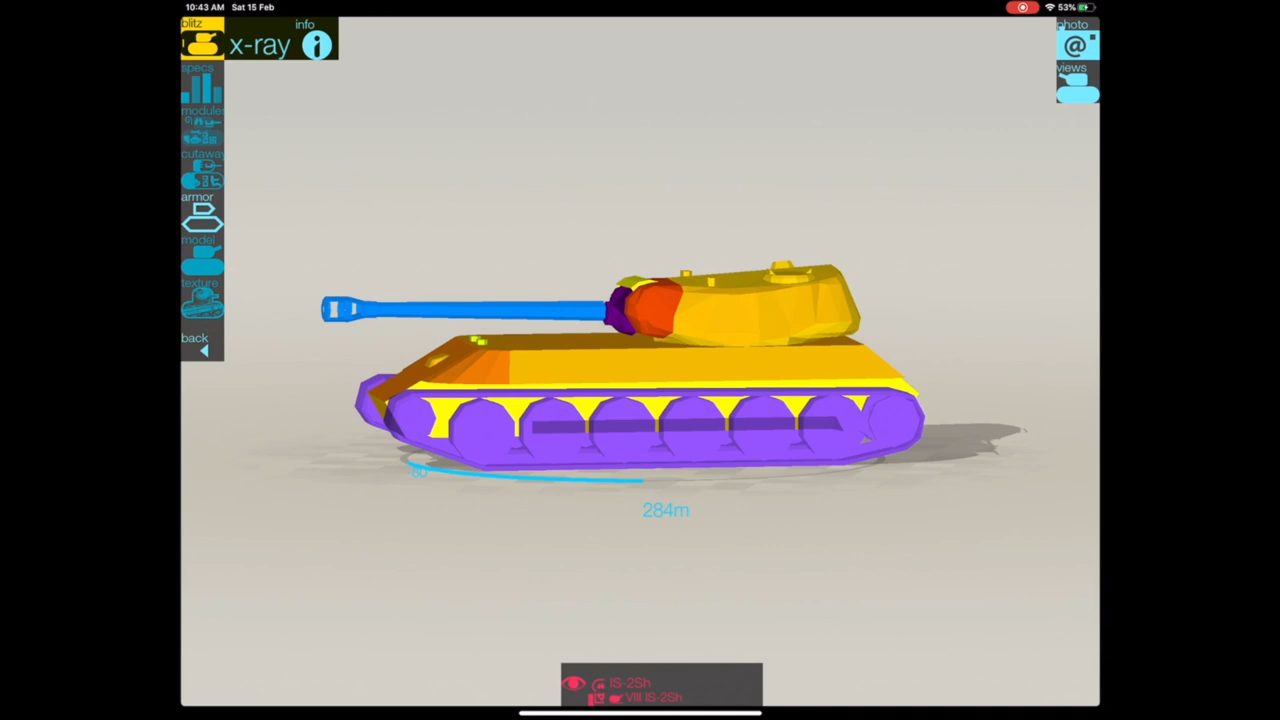 10:43 AM Sat 15 Feb
53%
blitz
info
x-ray
photo
@
views
specs
modules
cutaway
armor
model
texture
back
284m
IS-2Sh
VIII IS-2Sh